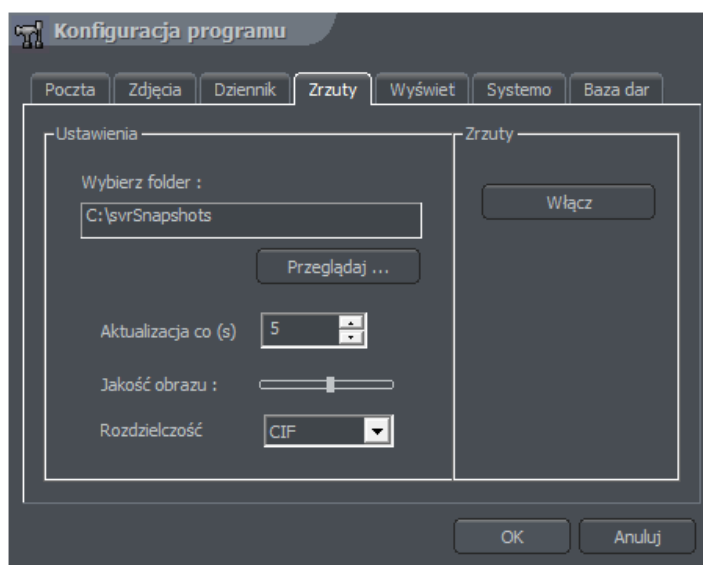 Konfiguracja programu
Poczta Zdjęcia Dziennik Zrzuty Wyświet Systemo Baza dar
Ustawienia
Zrzuty
Wybierz folder :
C:\svrSnapshots
Włącz
Przeglądaj ...
Aktualizacja co (s) 5
Jakość obrazu :
Rozdzielczość CIF
OK Anuluj